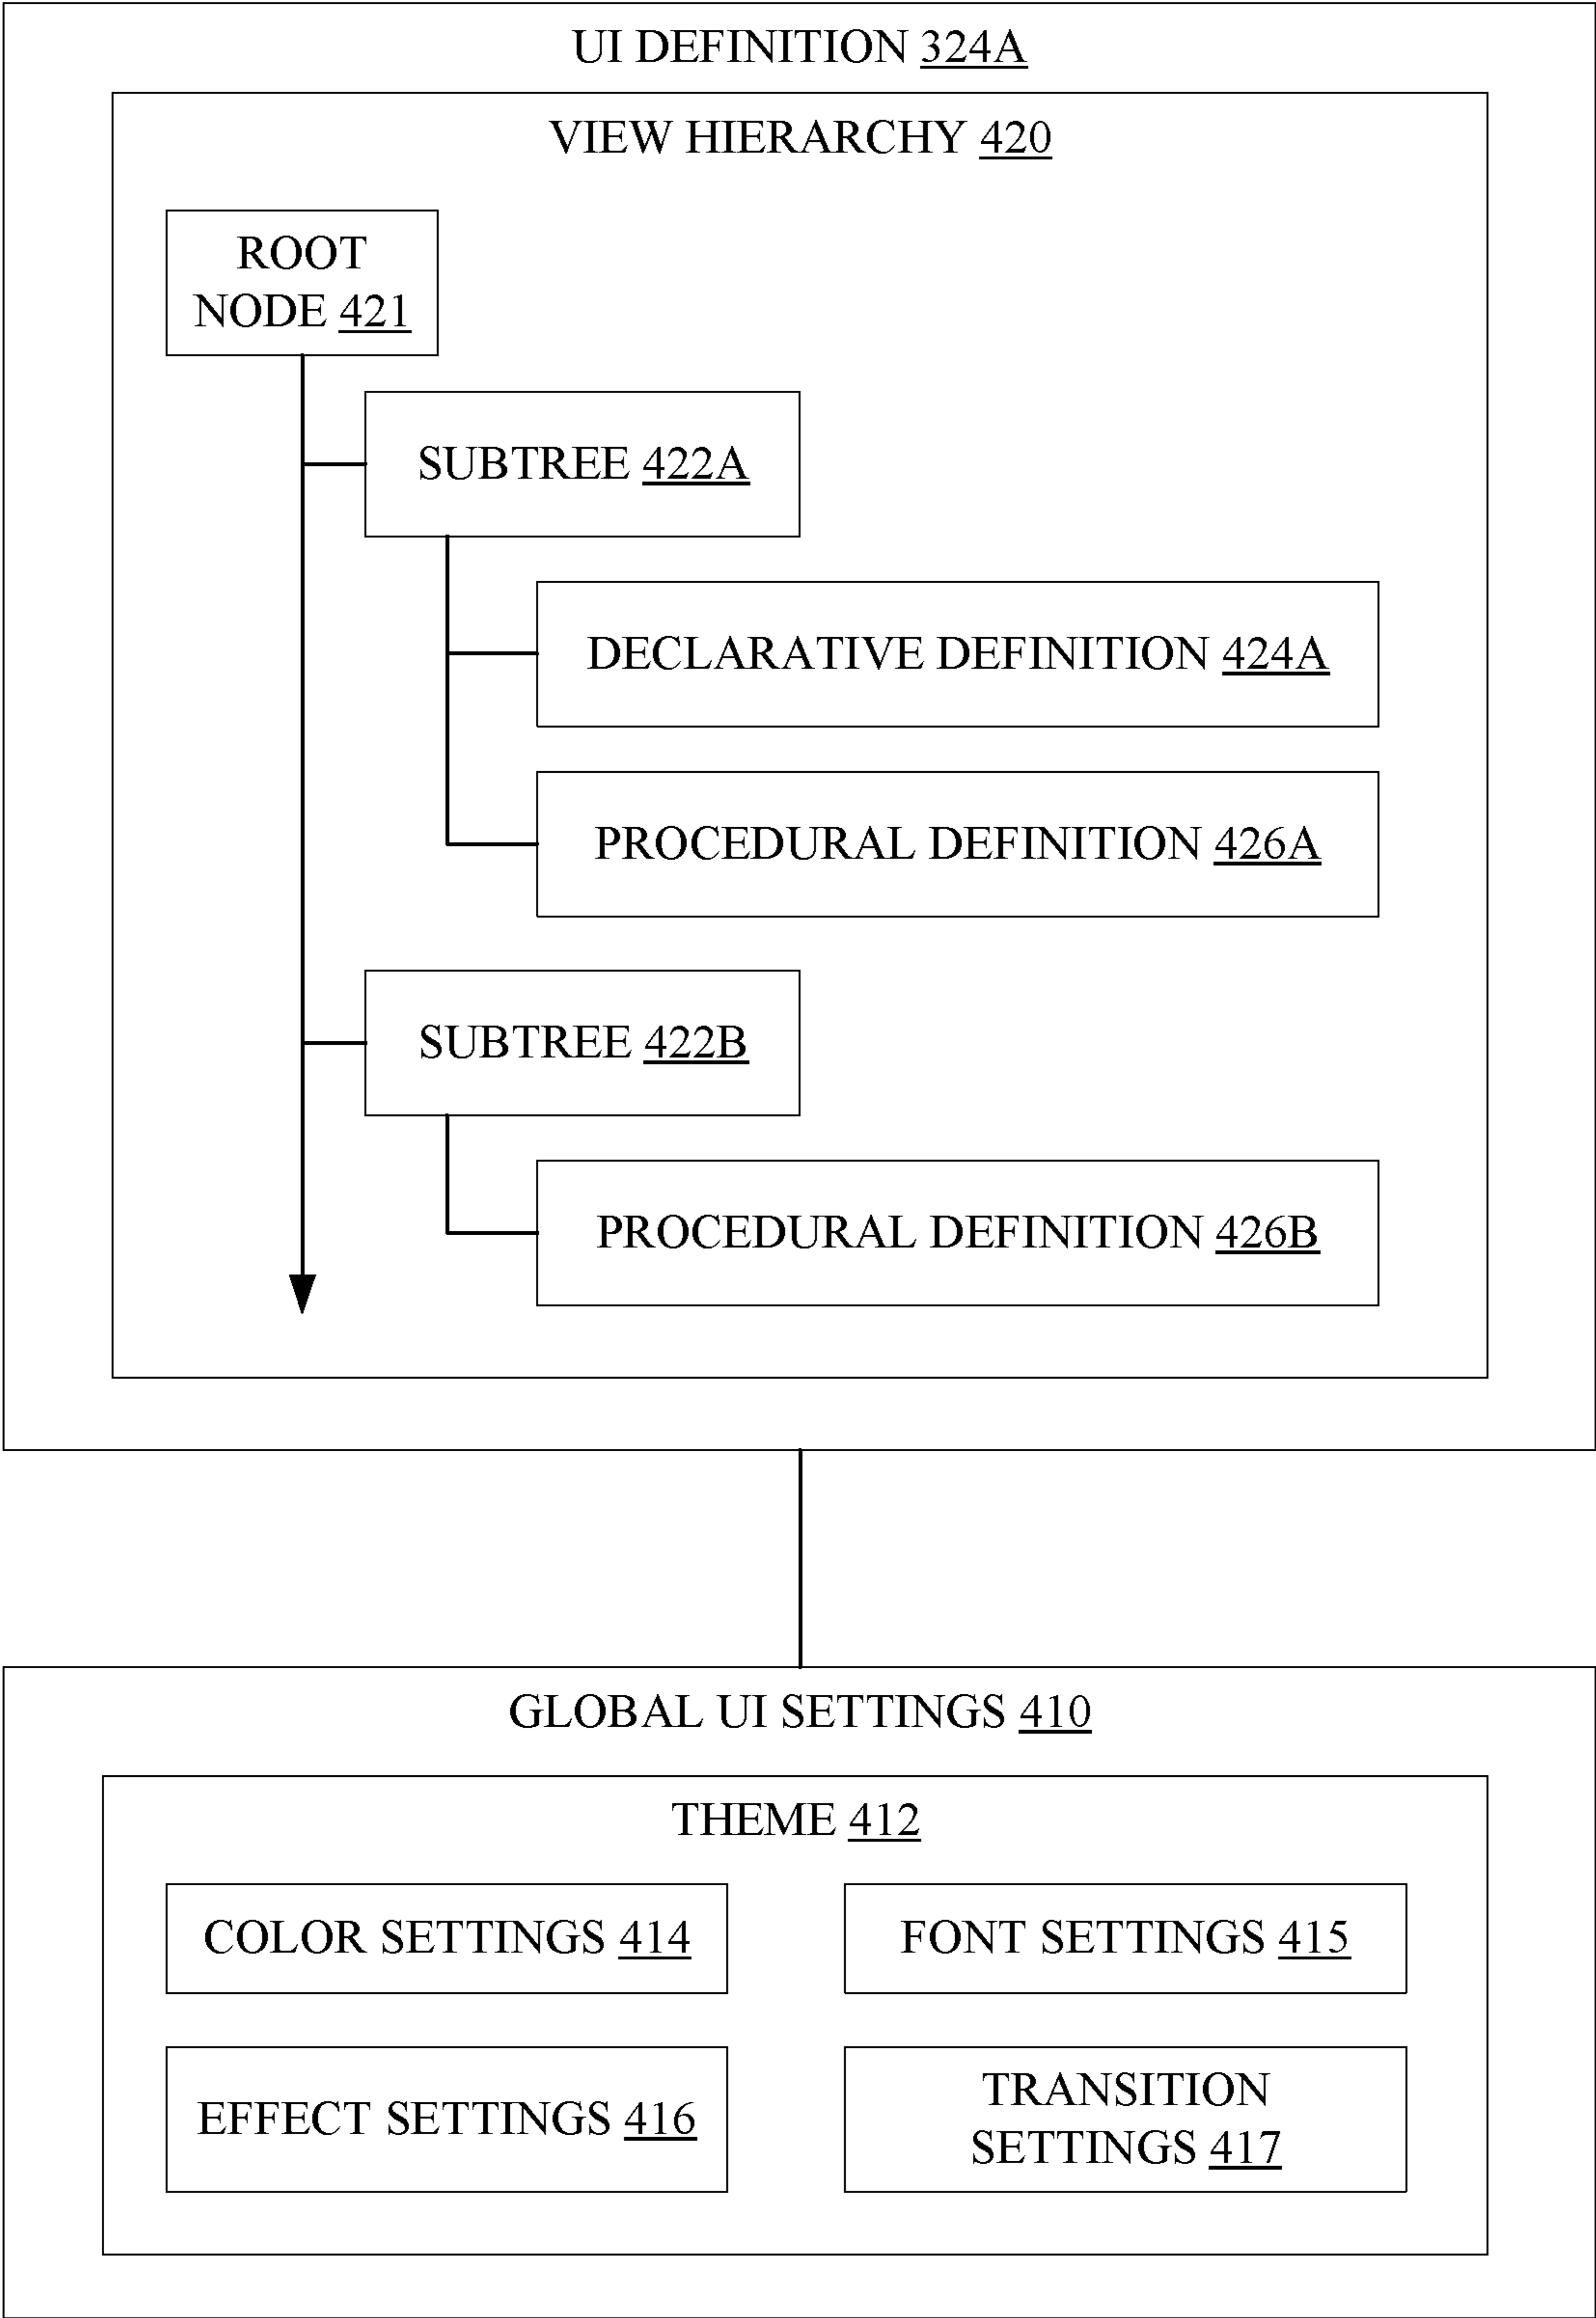 UI DEFINITION 324A
VIEW HIERARCHY 420
ROOT
NODE 421
SUBTREE 422A
DECLARATIVE DEFINITION 424A
PROCEDURAL DEFINITION 426A
SUBTREE 422B
PROCEDURAL DEFINITION 426B
GLOBAL UI SETTINGS 410
THEME 412
COLOR SETTINGS 414
FONT SETTINGS 415
EFFECT SETTINGS 416
TRANSITION
SETTINGS 417